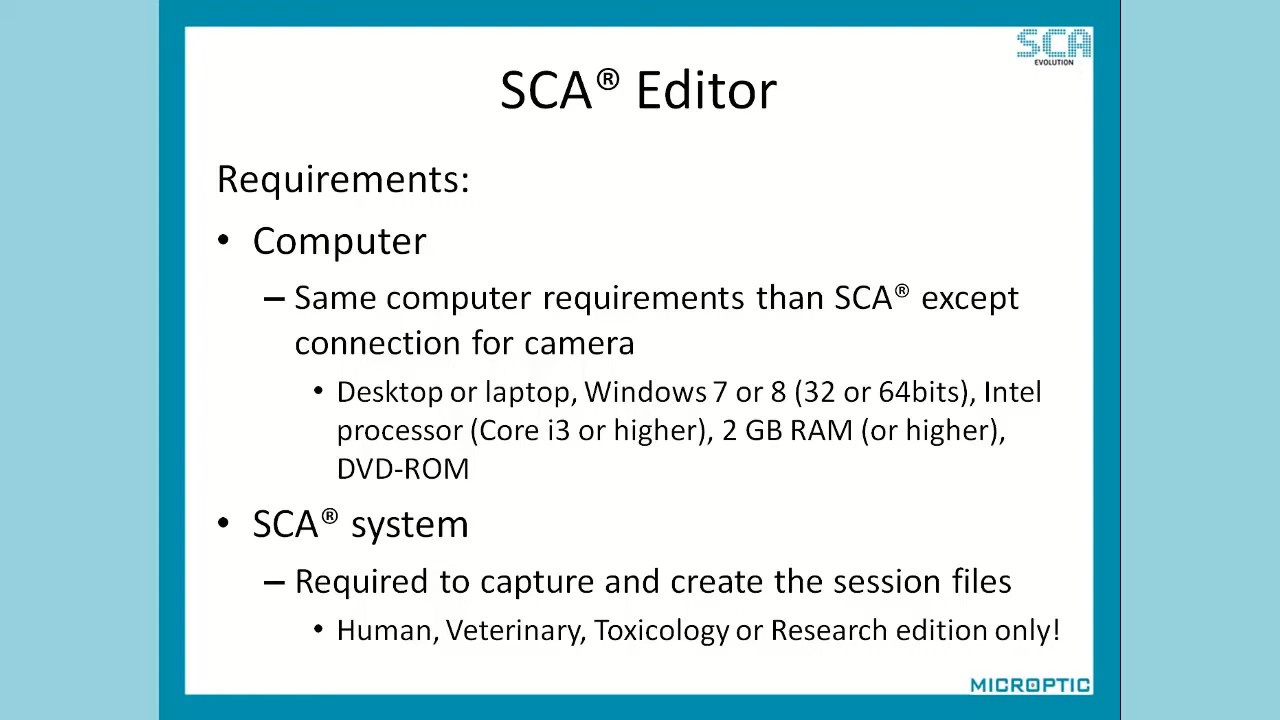 SCA
EVOLUTION
SCA® Editor
Requirements:
• Computer
– Same computer requirements than SCA® except
connection for camera
• Desktop or laptop, Windows 7 or 8 (32 or 64bits), Intel
processor (Core i3 or higher), 2 GB RAM (or higher),
DVD-ROM
• SCA® system
– Required to capture and create the session files
• Human, Veterinary, Toxicology or Research edition only!
MICROPTIC